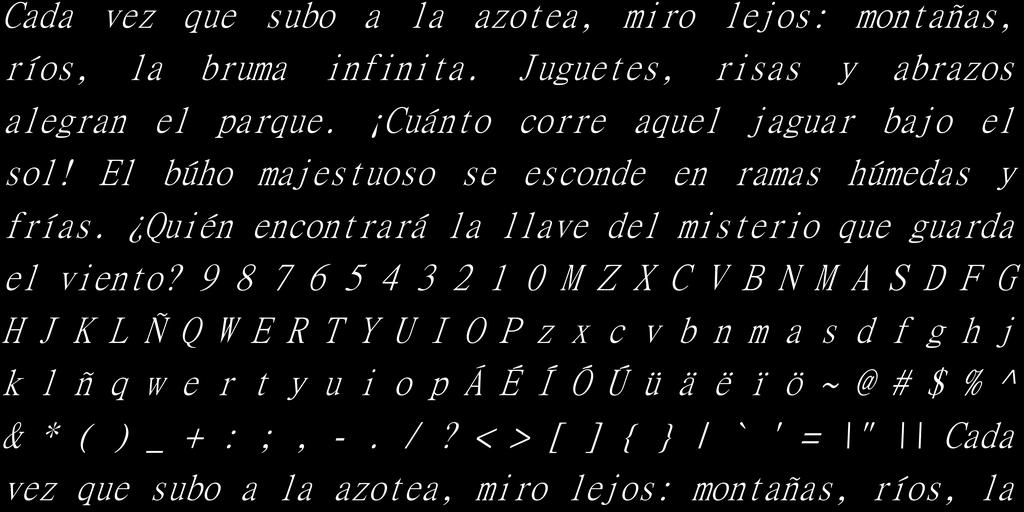 Cada vez que subo a la azotea, miro lejos: montañas,
ríos, la bruma infinita. Juguetes, risas y abrazos
alegran el parque. ¡Cuánto corre aquel jaguar bajo el
sol! El búho majestuoso se esconde en ramas húmedas y
frías. ¿Quién encontrará la llave del misterio que guarda
el viento? 9 8 7 6 5 4 3 2 1 0 M Z X C V B N M A S D F G
H J K L Ñ Q W E R T Y U I O P z x c v b n m a s d f g h j
k l ñ q w e r t y u i o p Á É Í Ó Ú ü ä ë ï ö ~ @ # $ % ^
& * ( ) _ + : ; , - . / ? < > [ ] { } | ` ' = \" \\ Cada
vez que subo a la azotea, miro lejos: montañas, ríos, la